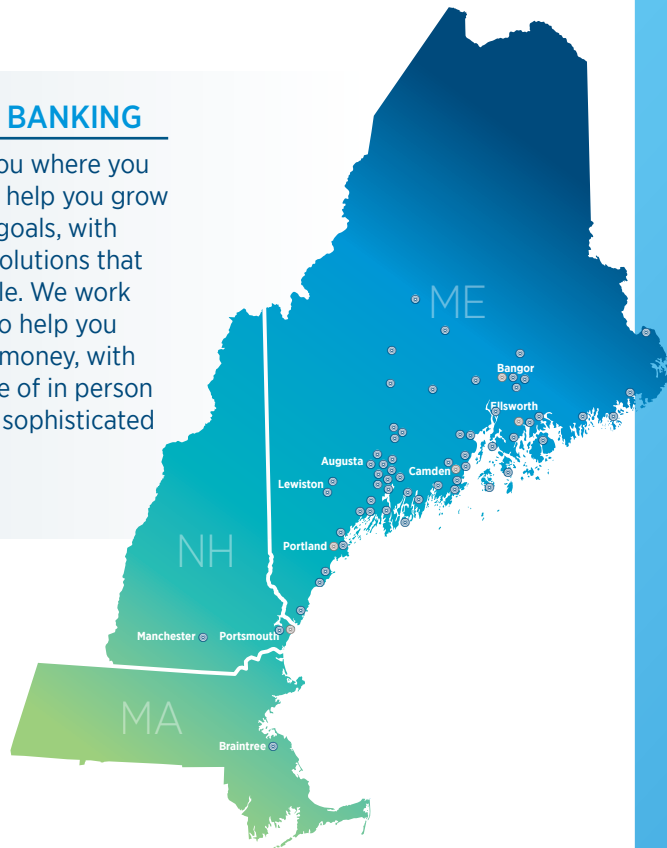 BANKING
ou where you
help you grow
goals, with
olutions that
le. We work
o help you
money, with
e of in person
sophisticated
ME
Bangor
Ellsworth
Augusta
Camden
Lewiston
NH
Portland
Manchester
Portsmouth
MA
Braintree